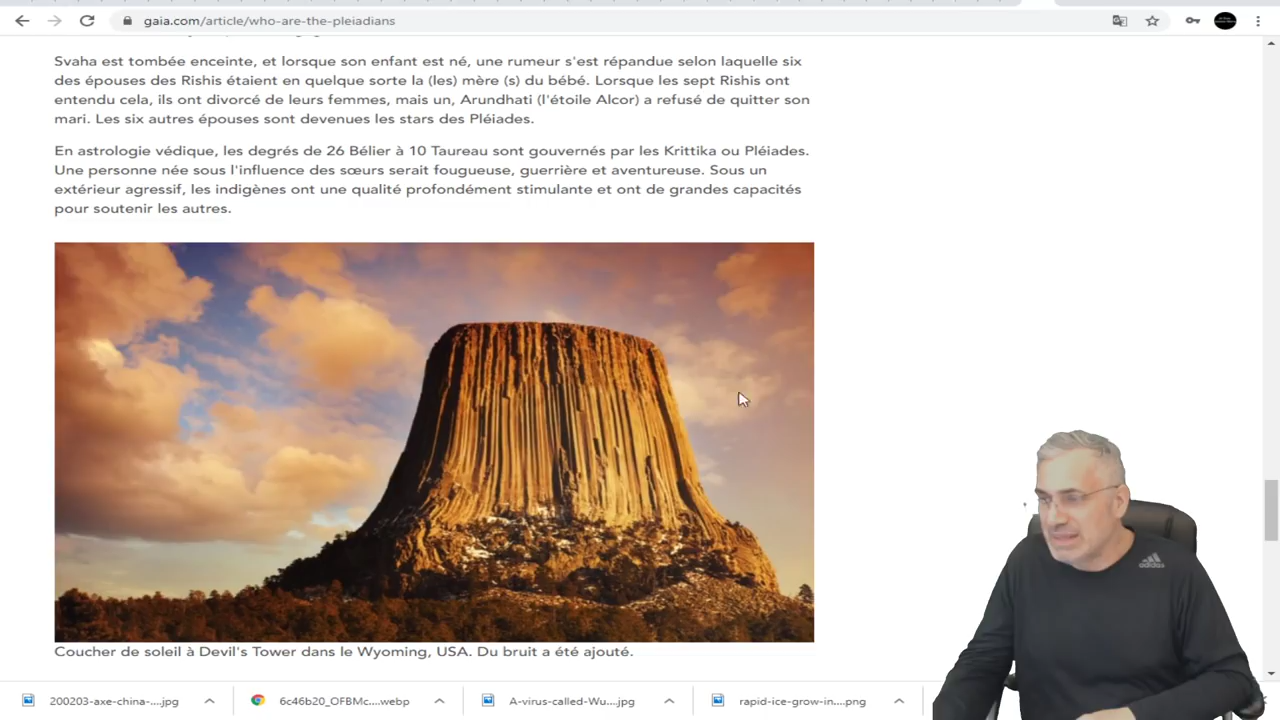 gaia.com/article/who-are-the-pleiadians
Svaha est tombée enceinte, et lorsque son enfant est né, une rumeur s'est répandue selon laquelle six
des épouses des Rishis étaient en quelque sorte la (les) mère (s) du bébé. Lorsque les sept Rishis ont
entendu cela, ils ont divorcé de leurs femmes, mais un, Arundhati (l'étoile Alcor) a refusé de quitter son
mari. Les six autres épouses sont devenues les stars des Pléiades.
En astrologie védique, les degrés de 26 Bélier à 10 Taureau sont gouvernés par les Krittika ou Pléiades.
Une personne née sous l'influence des sœurs serait fougueuse, guerrière et aventureuse. Sous un
extérieur agressif, les indigènes ont une qualité profondément stimulante et ont de grandes capacités
pour soutenir les autres.
Coucher de soleil à Devil's Tower dans le Wyoming, USA. Du bruit a été ajouté.
adidas
200203-axe-china-....jpg
6c46b20_OFBMc....webp
A-virus-called-Wu....jpg
rapid-ice-grow-in....png